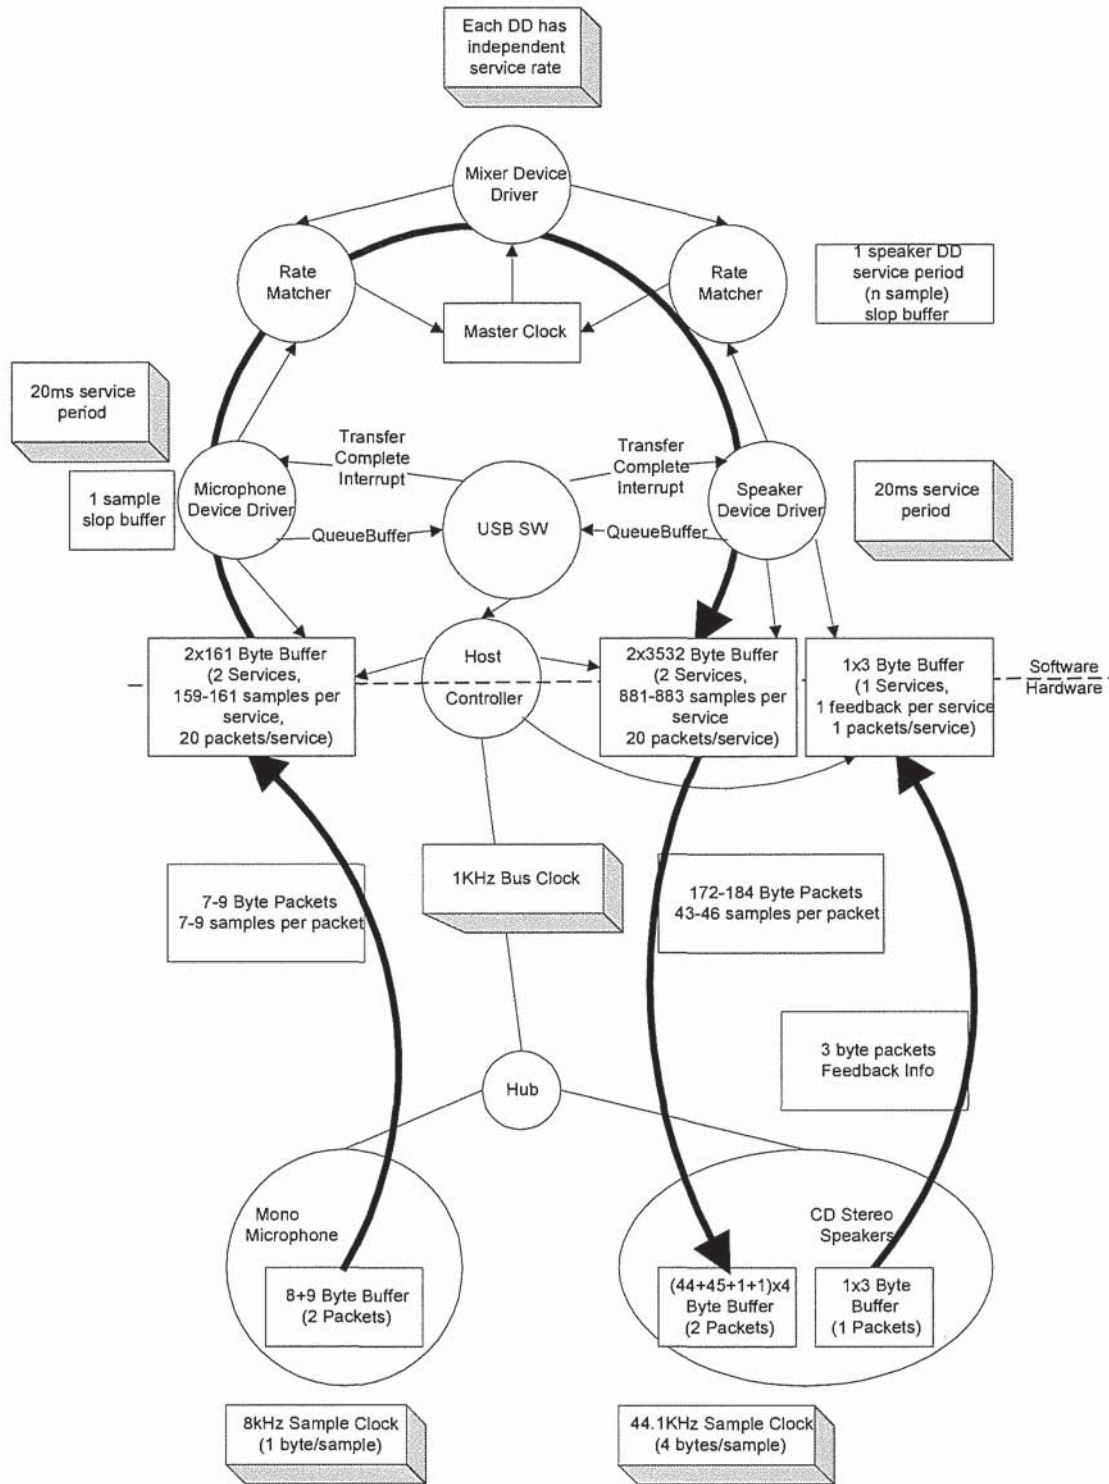 Each DD has
independent
service rate
Mixer Device
Driver
Rate
Matcher
Rate
Matcher
Master Clock
1 speaker DD
service period
(n sample)
slop buffer
20ms service
period
1 sample
slop buffer
Microphone
Device Driver
Transfer
Complete
Interrupt
QueueBuffer
USB SW
Transfer
Complete
Interrupt
QueueBuffer
Speaker
Device Driver
20ms service
period
2x161 Byte Buffer
(2 Services,
159-161 samples per
service,
20 packets/service)
Host
Controller
2x3532 Byte Buffer
(2 Services,
881-883 samples per
service
20 packets/service)
1x3 Byte Buffer
(1 Services,
1 feedback per service
1 packets/service)
Software
Hardware
7-9 Byte Packets
7-9 samples per packet
1KHz Bus Clock
172-184 Byte Packets
43-46 samples per packet
3 byte packets
Feedback Info
Hub
Mono
Microphone
8+9 Byte Buffer
(2 Packets)
CD Stereo
Speakers
(44+45+1+1)x4
Byte Buffer
(2 Packets)
1x3 Byte
Buffer
(1 Packets)
8kHz Sample Clock
(1 byte/sample)
44.1KHz Sample Clock
(4 bytes/sample)